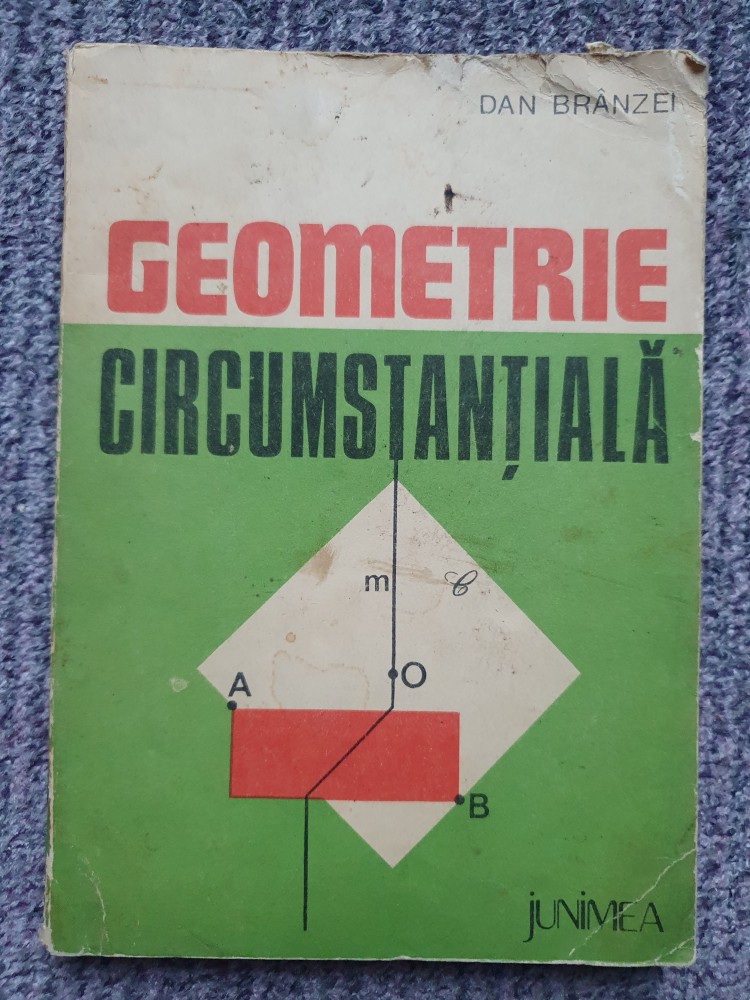 DAN BRÂNZEI
GEOMETRIE
CIRCUMSTANȚIALĂ
m 𝒞
O
A
B
JUNIMEA